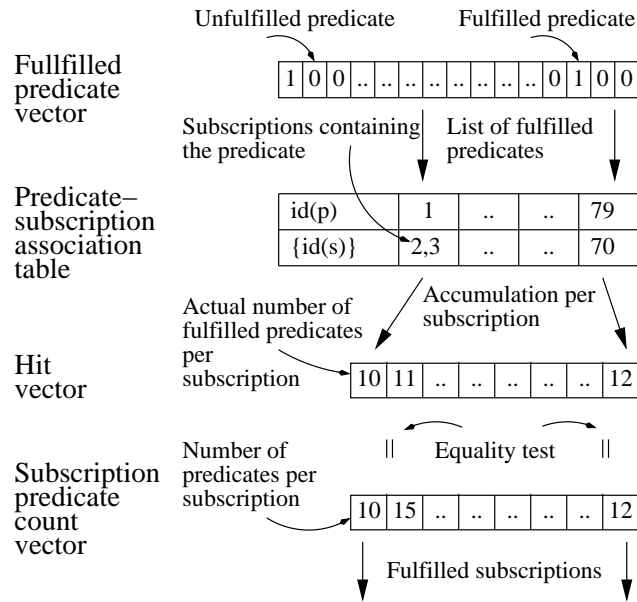 Unfulfilled predicate
Fulfilled predicate
Fullfilled
predicate
vector
1 0 0 .. .. .. .. .. .. .. .. 0 1 0 0
Subscriptions containing
the predicate
List of fulfilled
predicates
Predicate–
subscription
association
table
id(p) 1 .. .. 79
{id(s)} 2,3 .. .. 70
Actual number of
fulfilled predicates
per
subscription
Accumulation per
subscription
Hit
vector
10 11 .. .. .. .. .. 12
|| Equality test ||
Number of
predicates per
subscription
Subscription
predicate
count
vector
10 15 .. .. .. .. .. 12
Fulfilled subscriptions